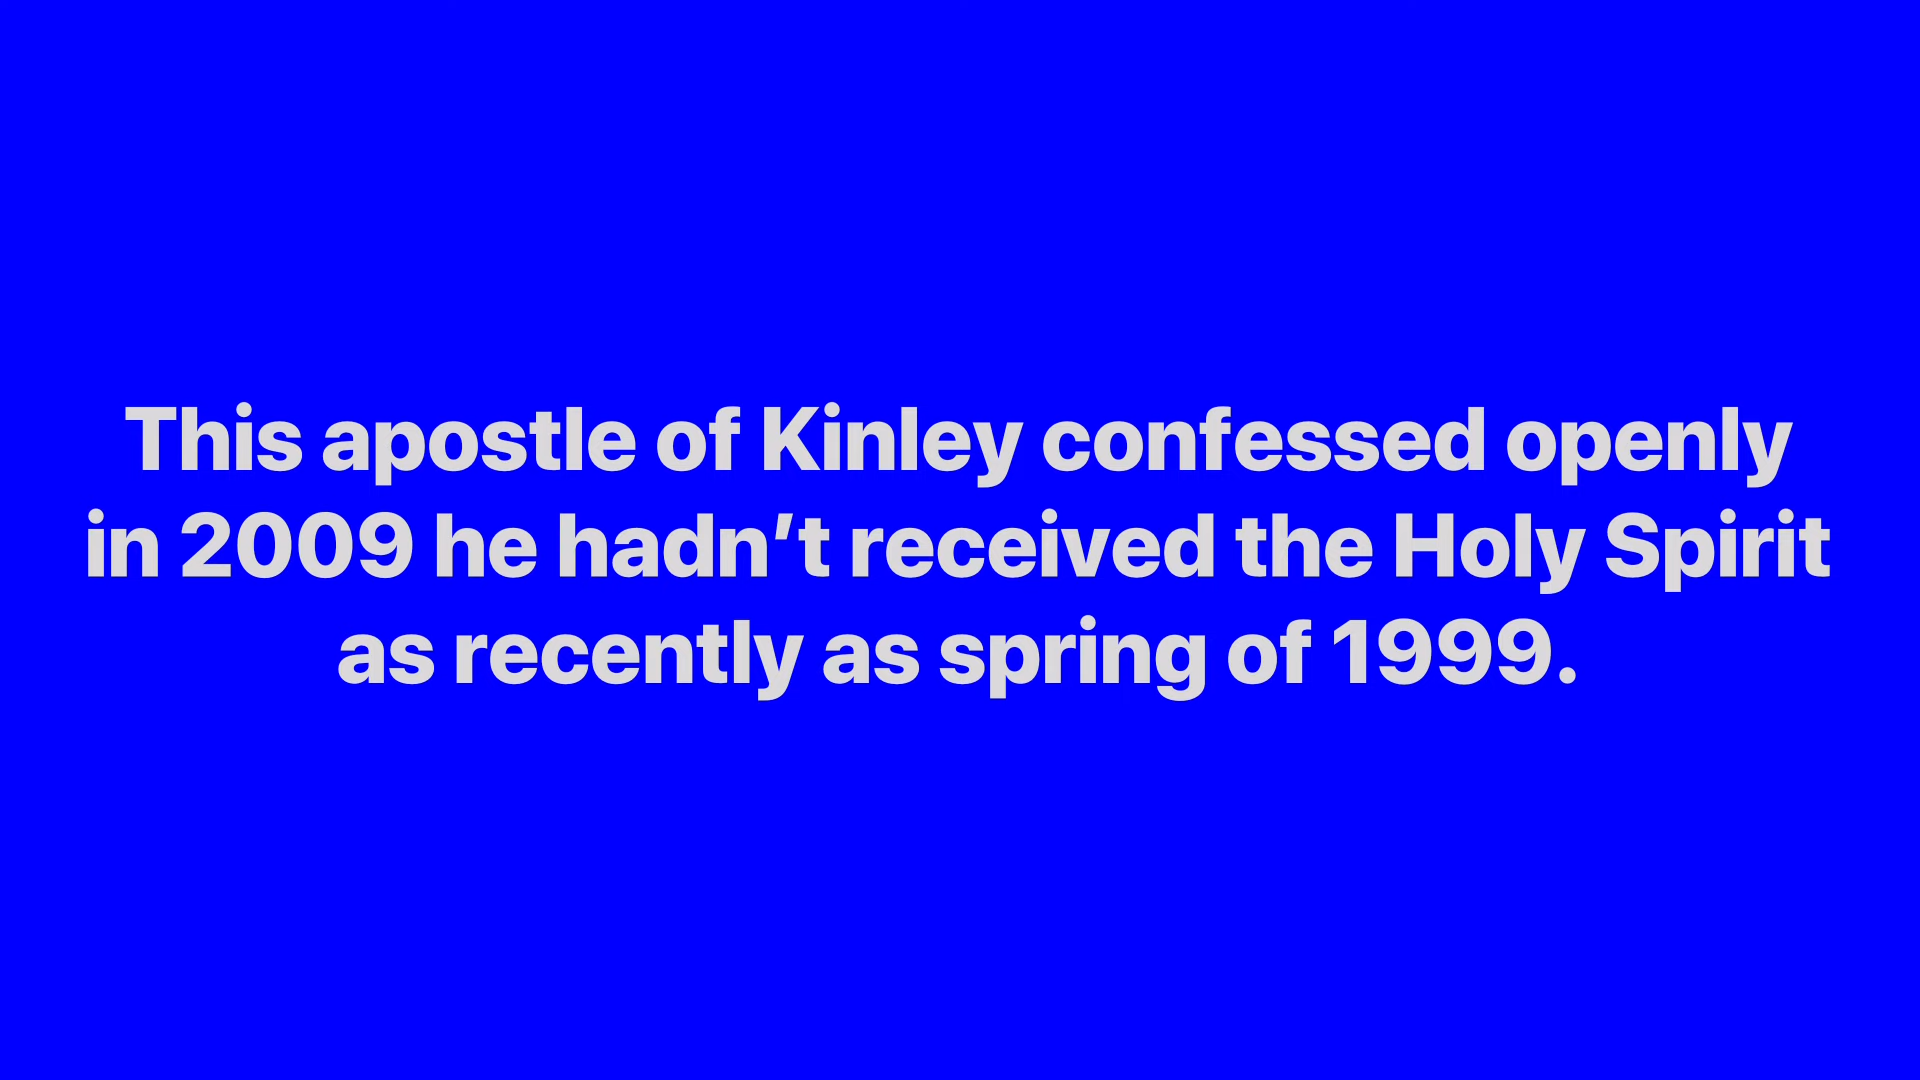 This apostle of Kinley confessed openly
in 2009 he hadn’t received the Holy Spirit
as recently as spring of 1999.